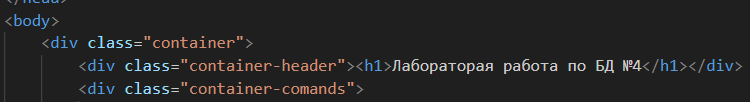 </head>
<body>
<div class="container">
<div class="container-header"><h1>Лабораторая работа по БД №4</h1></div>
<div class="container-comands">